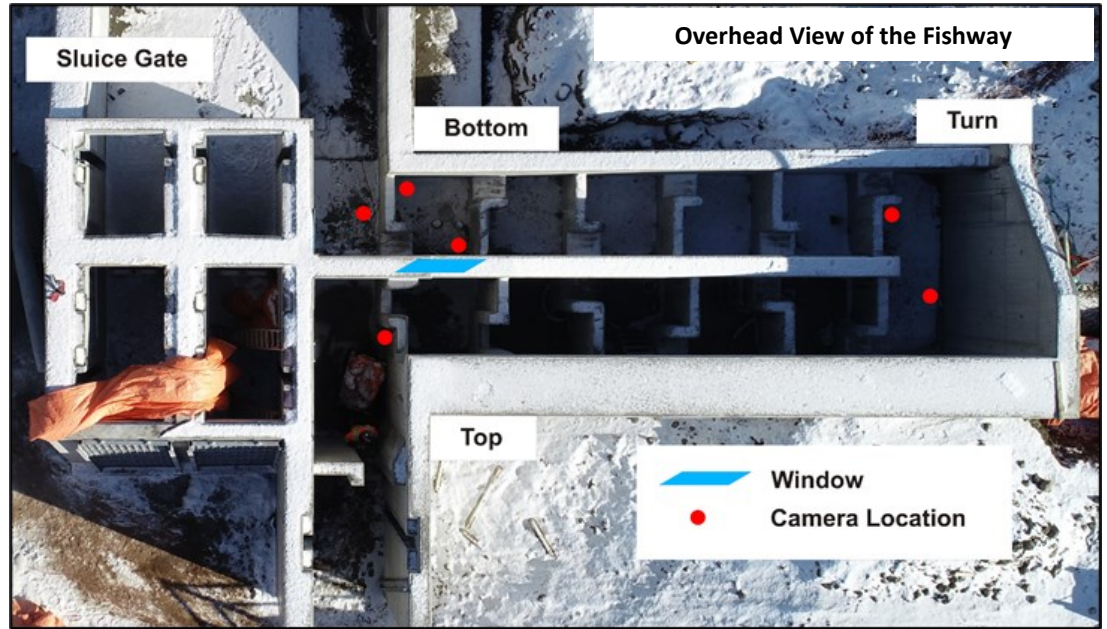 Overhead View of the Fishway
Sluice Gate
Bottom
Turn
Top
Window
Camera Location